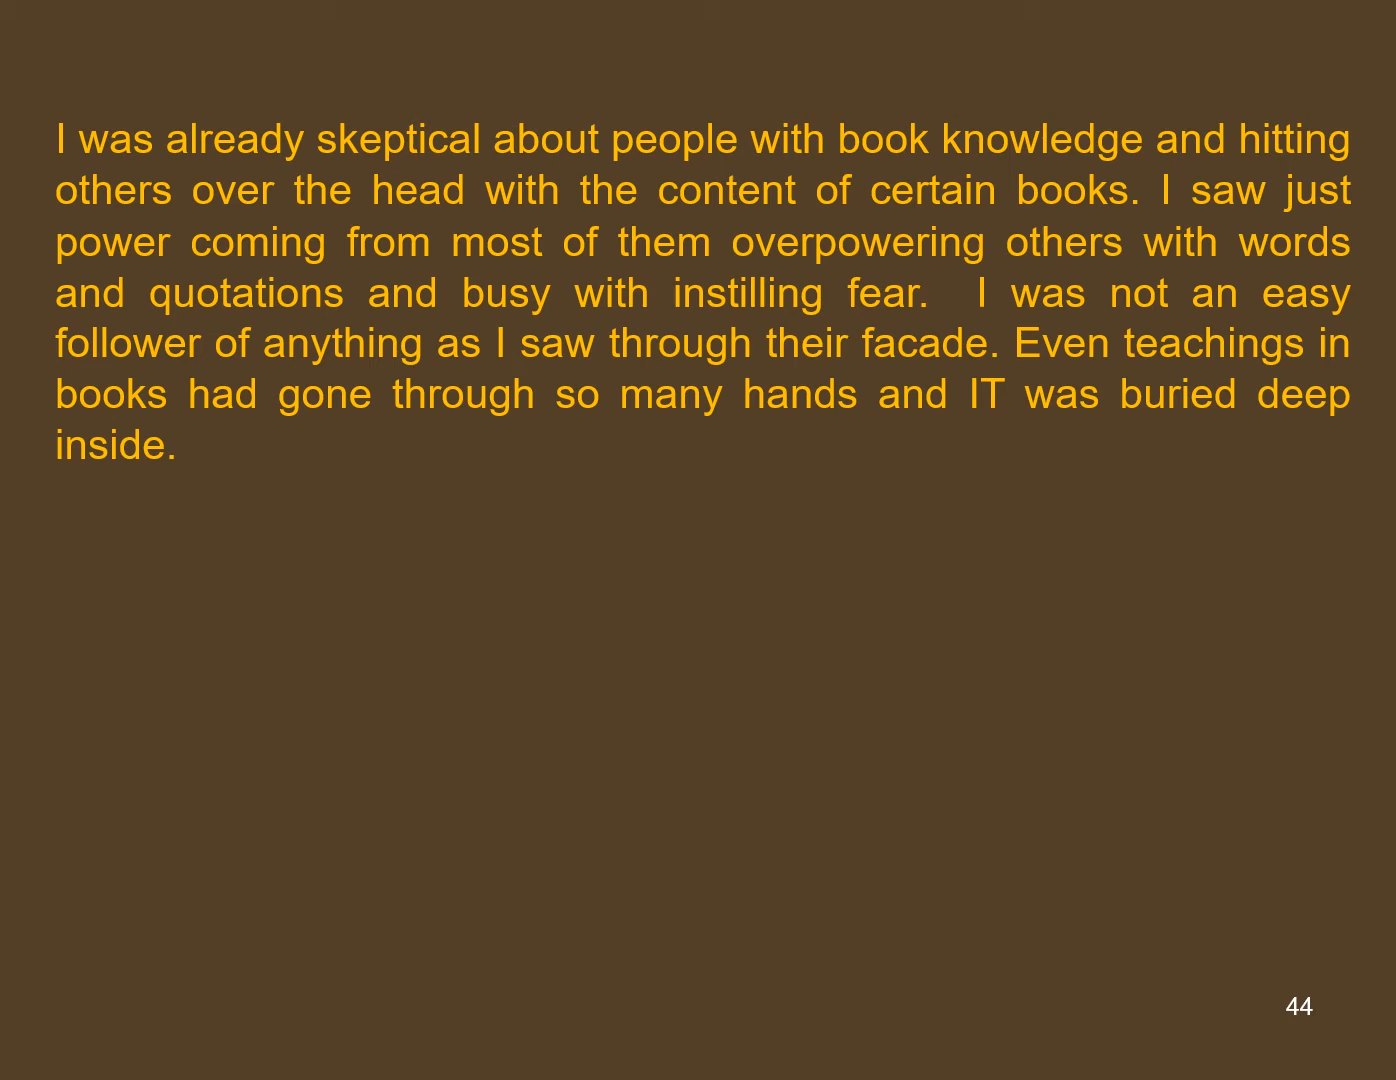 I was already skeptical about people with book knowledge and hitting
others over the head with the content of certain books. I saw just
power coming from most of them overpowering others with words
and quotations and busy with instilling fear.  I was not an easy
follower of anything as I saw through their facade. Even teachings in
books had gone through so many hands and IT was buried deep
inside.
44